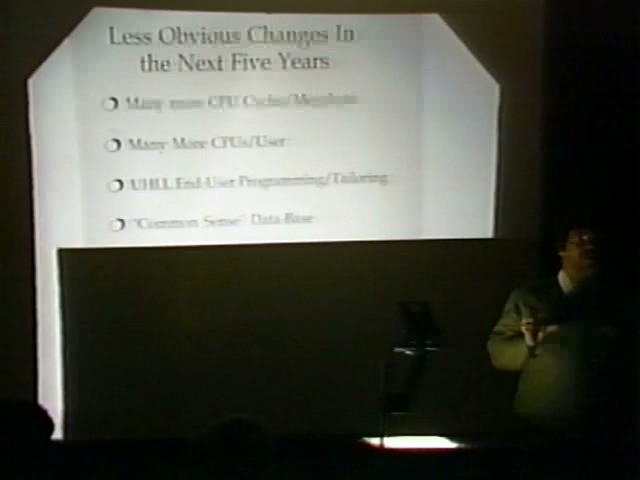 Less Obvious Changes In
the Next Five Years
Many more CPU Cycles/
Many More CPUs/User
UHLL End-User Programming/Tailoring
"Common Sense" Data-Base